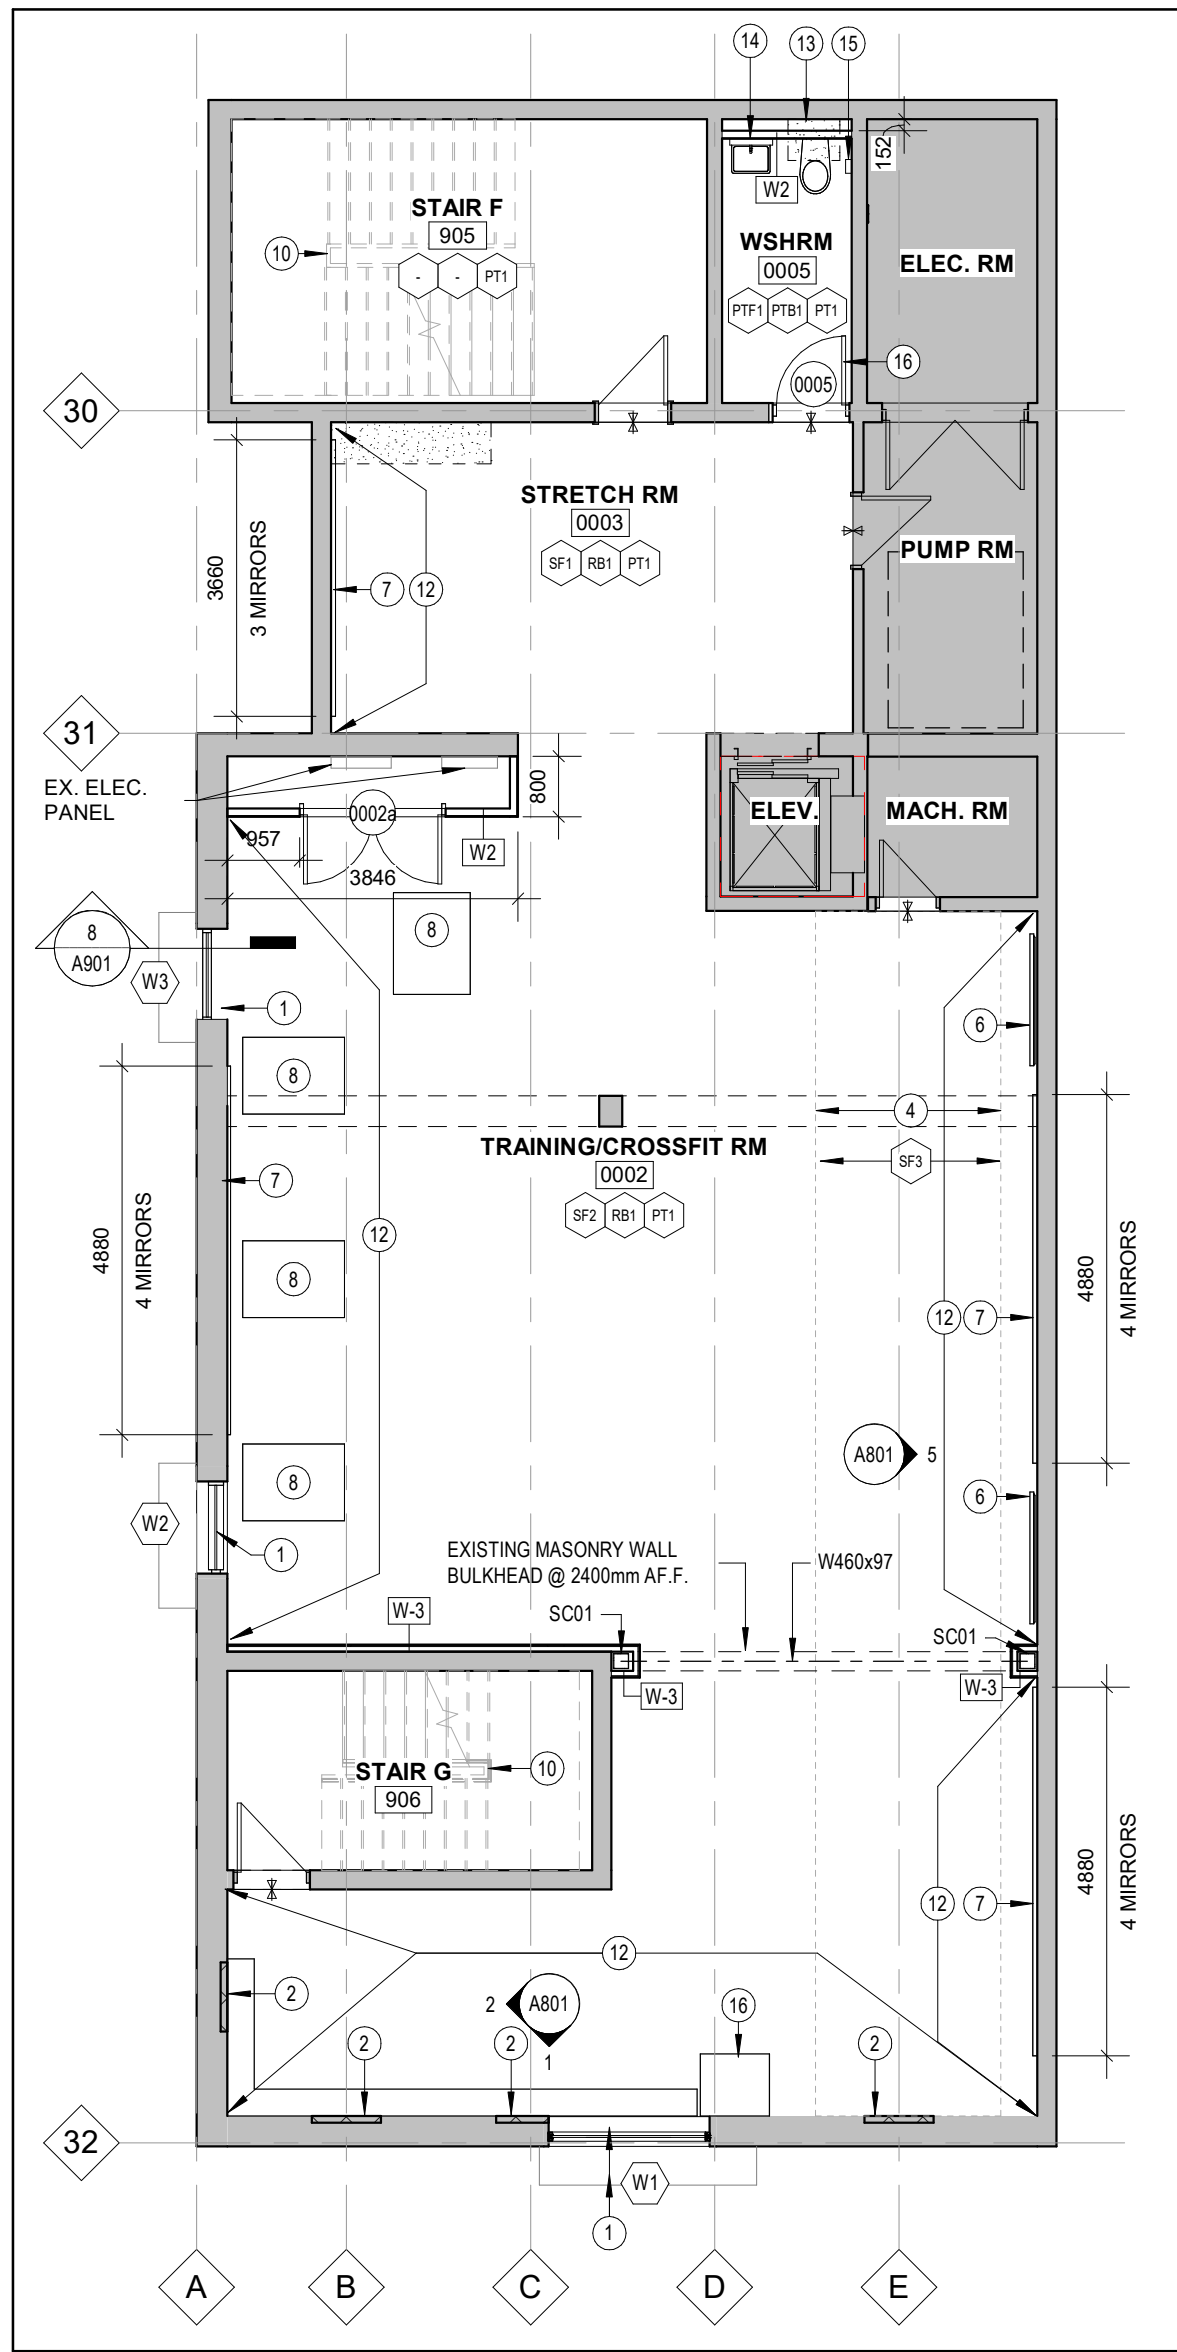 14
13
15
152
W2
STAIR F
905
10
-
-
PT1
WSHRM
0005
PTF1
PTB1
PT1
ELEC. RM
16
0005
30
STRETCH RM
0003
SF1
RB1
PT1
3660
3 MIRRORS
7
12
PUMP RM
31
EX. ELEC.
PANEL
0002a
800
957
W2
3846
ELEV.
MACH. RM
8
A901
8
W3
1
6
8
4
TRAINING/CROSSFIT RM
0002
SF3
SF2
RB1
PT1
7
12
4880
4 MIRRORS
8
4880
4 MIRRORS
12
7
A801
5
8
6
W2
1
EXISTING MASONRY WALL
BULKHEAD @ 2400mm AF.F.
W460x97
W-3
SC01
SC01
W-3
W-3
STAIR G
906
10
4880
4 MIRRORS
12
7
12
2
2
A801
1
16
2
2
2
32
W1
1
A
B
C
D
E